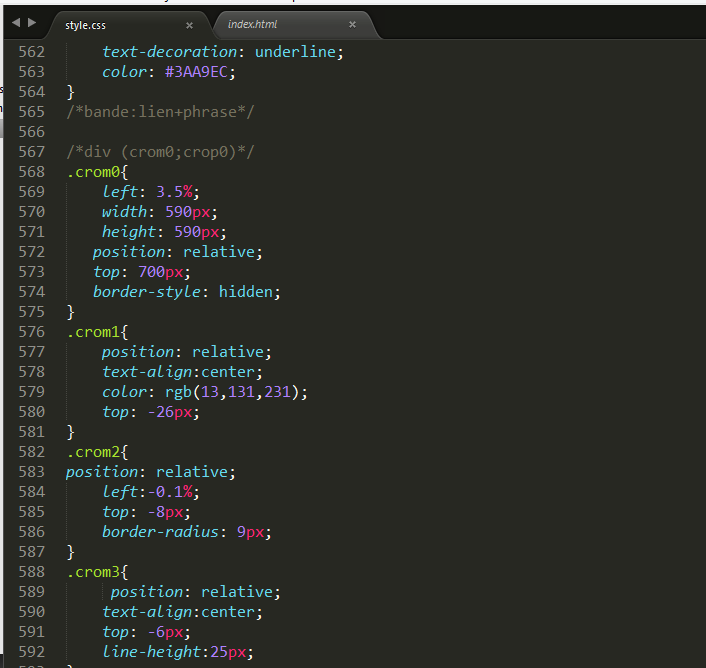 style.css × index.html ×
562 text-decoration: underline;
563 color: #3AA9EC;
564 }
565 /*bande:lien+phrase*/
566
567 /*div (crom0;crop0)*/
568 .crom0{
569 left: 3.5%;
570 width: 590px;
571 height: 590px;
572 position: relative;
573 top: 700px;
574 border-style: hidden;
575 }
576 .crom1{
577 position: relative;
578 text-align:center;
579 color: rgb(13,131,231);
580 top: -26px;
581 }
582 .crom2{
583 position: relative;
584 left:-0.1%;
585 top: -8px;
586 border-radius: 9px;
587 }
588 .crom3{
589 position: relative;
590 text-align:center;
591 top: -6px;
592 line-height:25px;
593 }